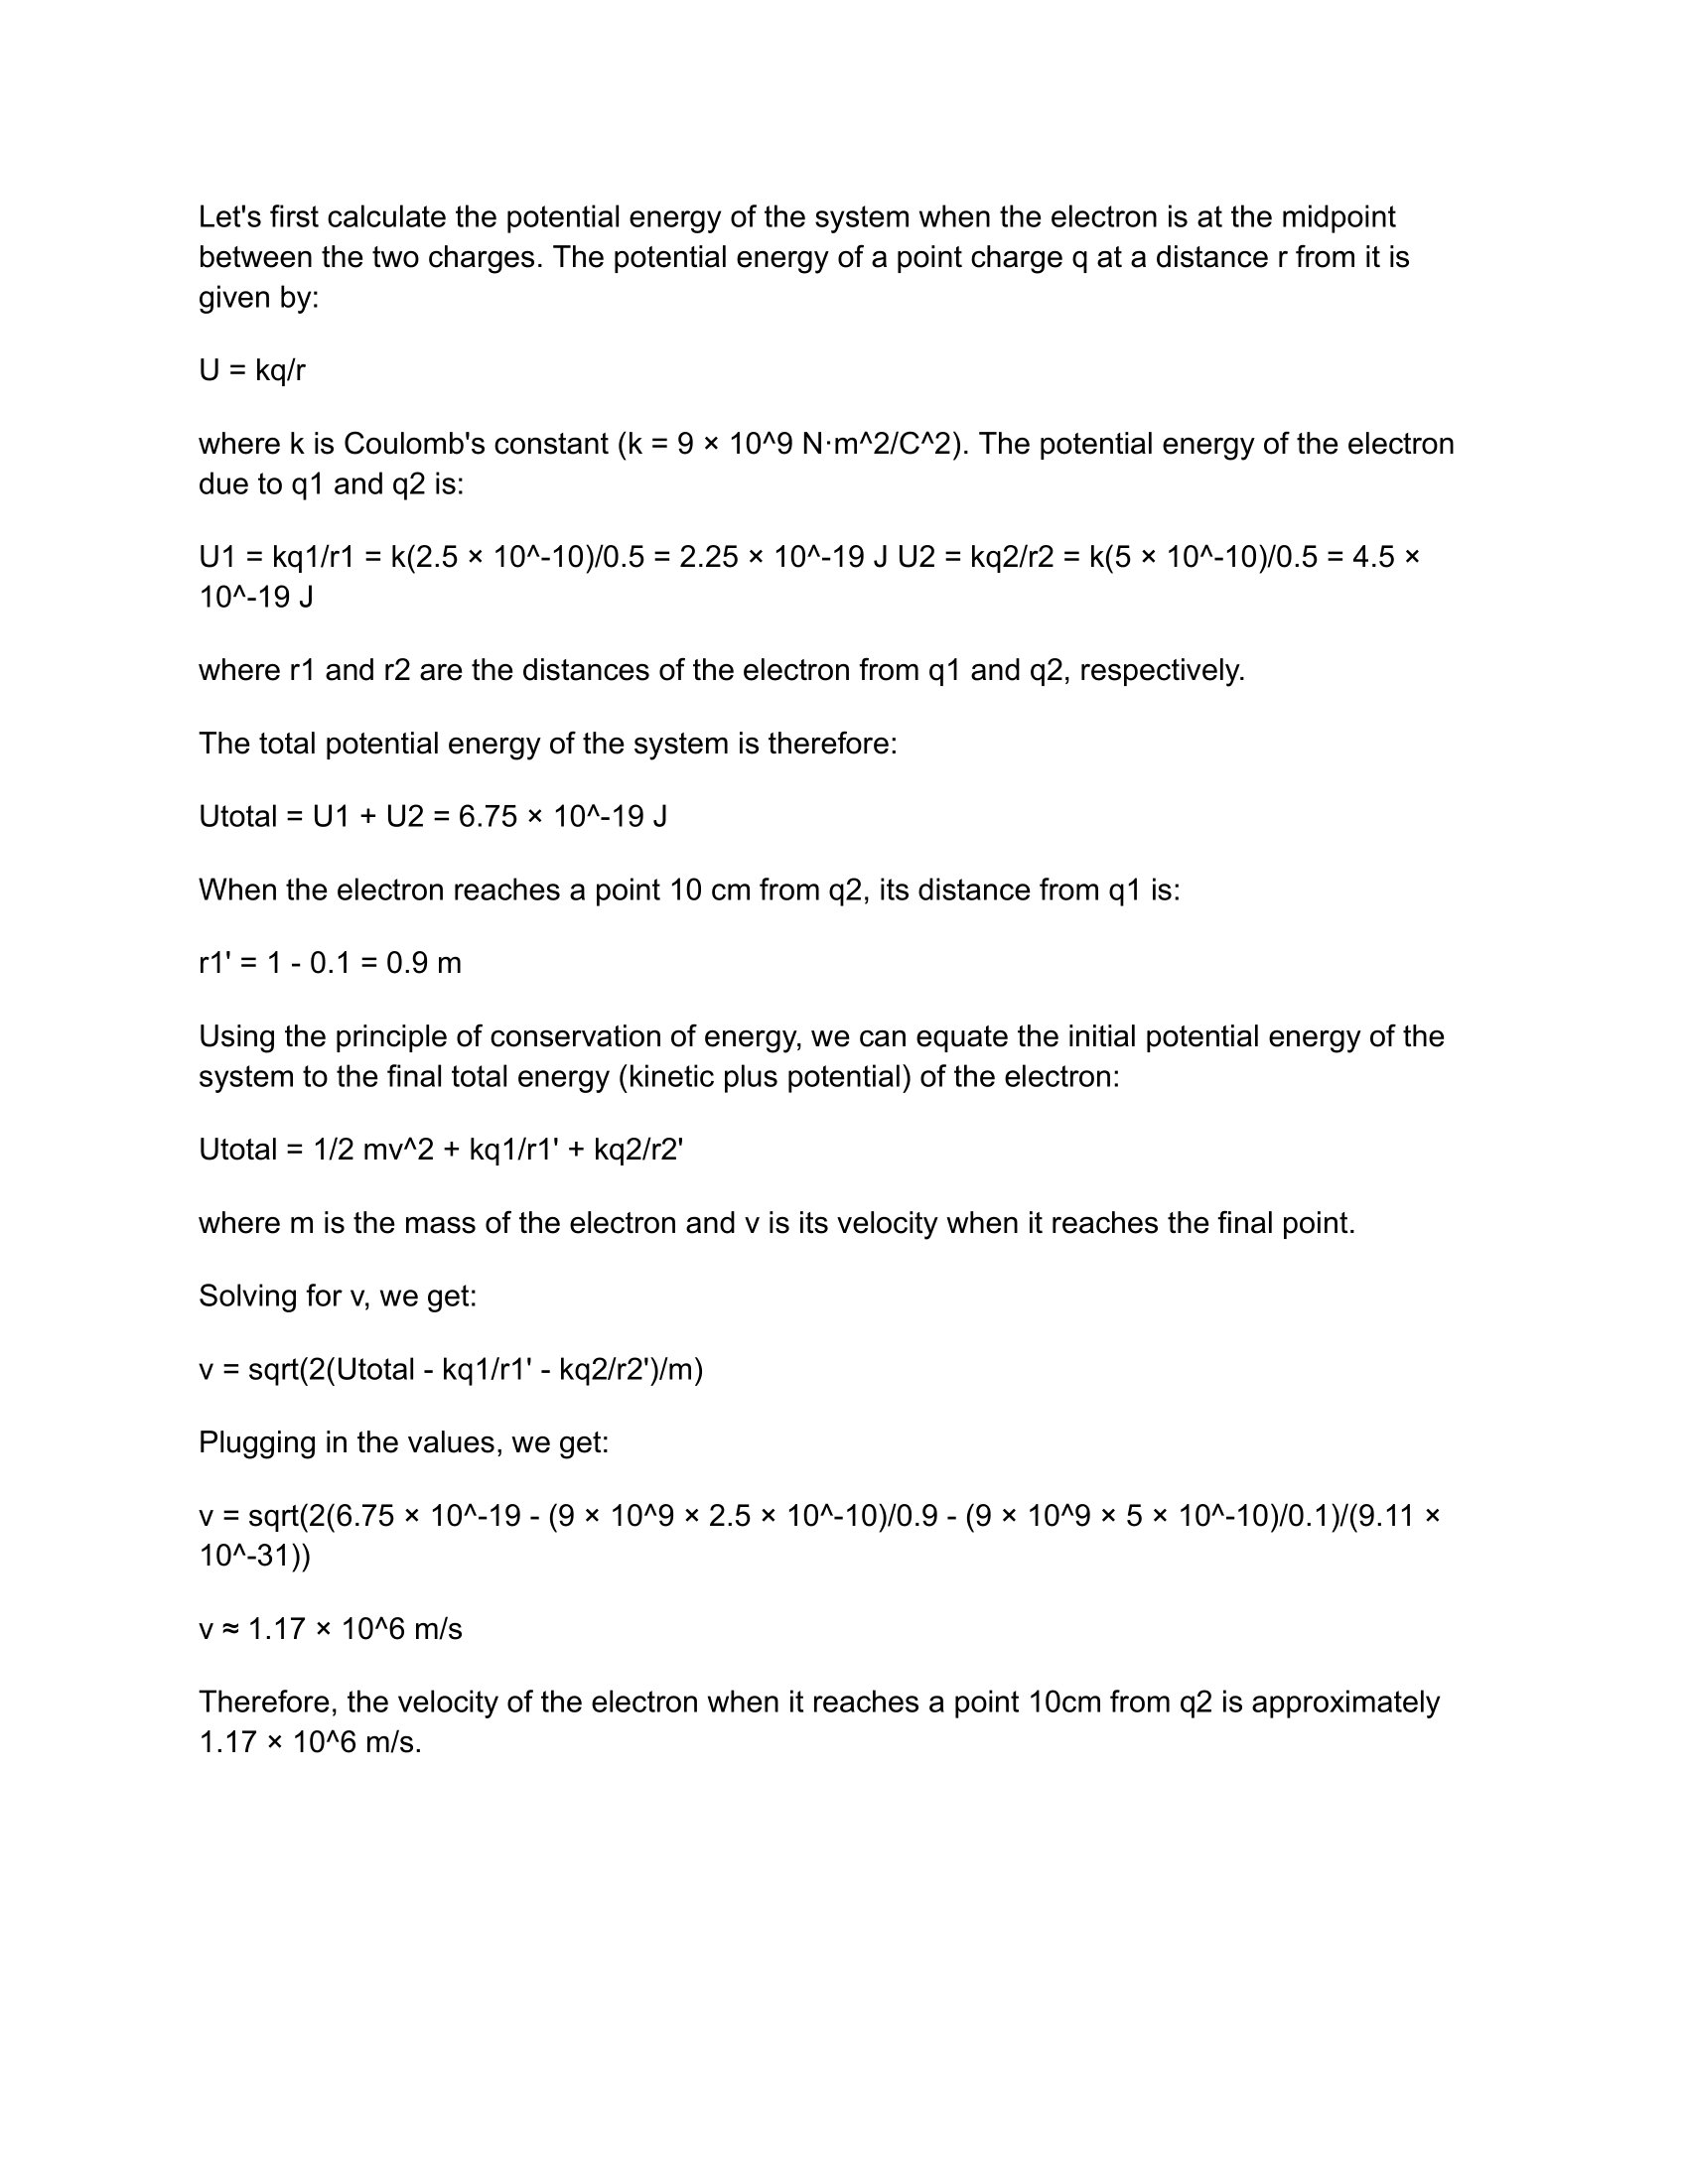 Let's first calculate the potential energy of the system when the electron is at the midpoint
between the two charges. The potential energy of a point charge q at a distance r from it is
given by:
U = kq/r
where k is Coulomb's constant (k = 9 × 10^9 N·m^2/C^2). The potential energy of the electron
due to q1 and q2 is:
U1 = kq1/r1 = k(2.5 × 10^-10)/0.5 = 2.25 × 10^-19 J U2 = kq2/r2 = k(5 × 10^-10)/0.5 = 4.5 ×
10^-19 J
where r1 and r2 are the distances of the electron from q1 and q2, respectively.
The total potential energy of the system is therefore:
Utotal = U1 + U2 = 6.75 × 10^-19 J
When the electron reaches a point 10 cm from q2, its distance from q1 is:
r1' = 1 - 0.1 = 0.9 m
Using the principle of conservation of energy, we can equate the initial potential energy of the
system to the final total energy (kinetic plus potential) of the electron:
Utotal = 1/2 mv^2 + kq1/r1' + kq2/r2'
where m is the mass of the electron and v is its velocity when it reaches the final point.
Solving for v, we get:
v = sqrt(2(Utotal - kq1/r1' - kq2/r2')/m)
Plugging in the values, we get:
v = sqrt(2(6.75 × 10^-19 - (9 × 10^9 × 2.5 × 10^-10)/0.9 - (9 × 10^9 × 5 × 10^-10)/0.1)/(9.11 ×
10^-31))
v ≈ 1.17 × 10^6 m/s
Therefore, the velocity of the electron when it reaches a point 10cm from q2 is approximately
1.17 × 10^6 m/s.